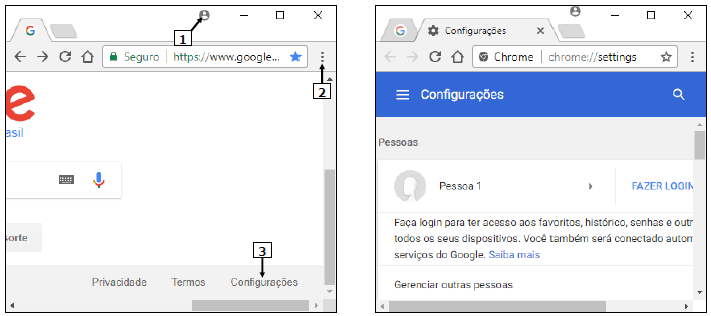 1
G
Seguro
https://www.google...
2
e
asil
sorte
3
Privacidade
Termos
Configurações
G
Configurações
Chrome
chrome://settings
Configurações
Pessoas
Pessoa 1
FAZER LOGIN
Faça login para ter acesso aos favoritos, histórico, senhas e outr
todos os seus dispositivos. Você também será conectado autom
serviços do Google. Saiba mais
Gerenciar outras pessoas